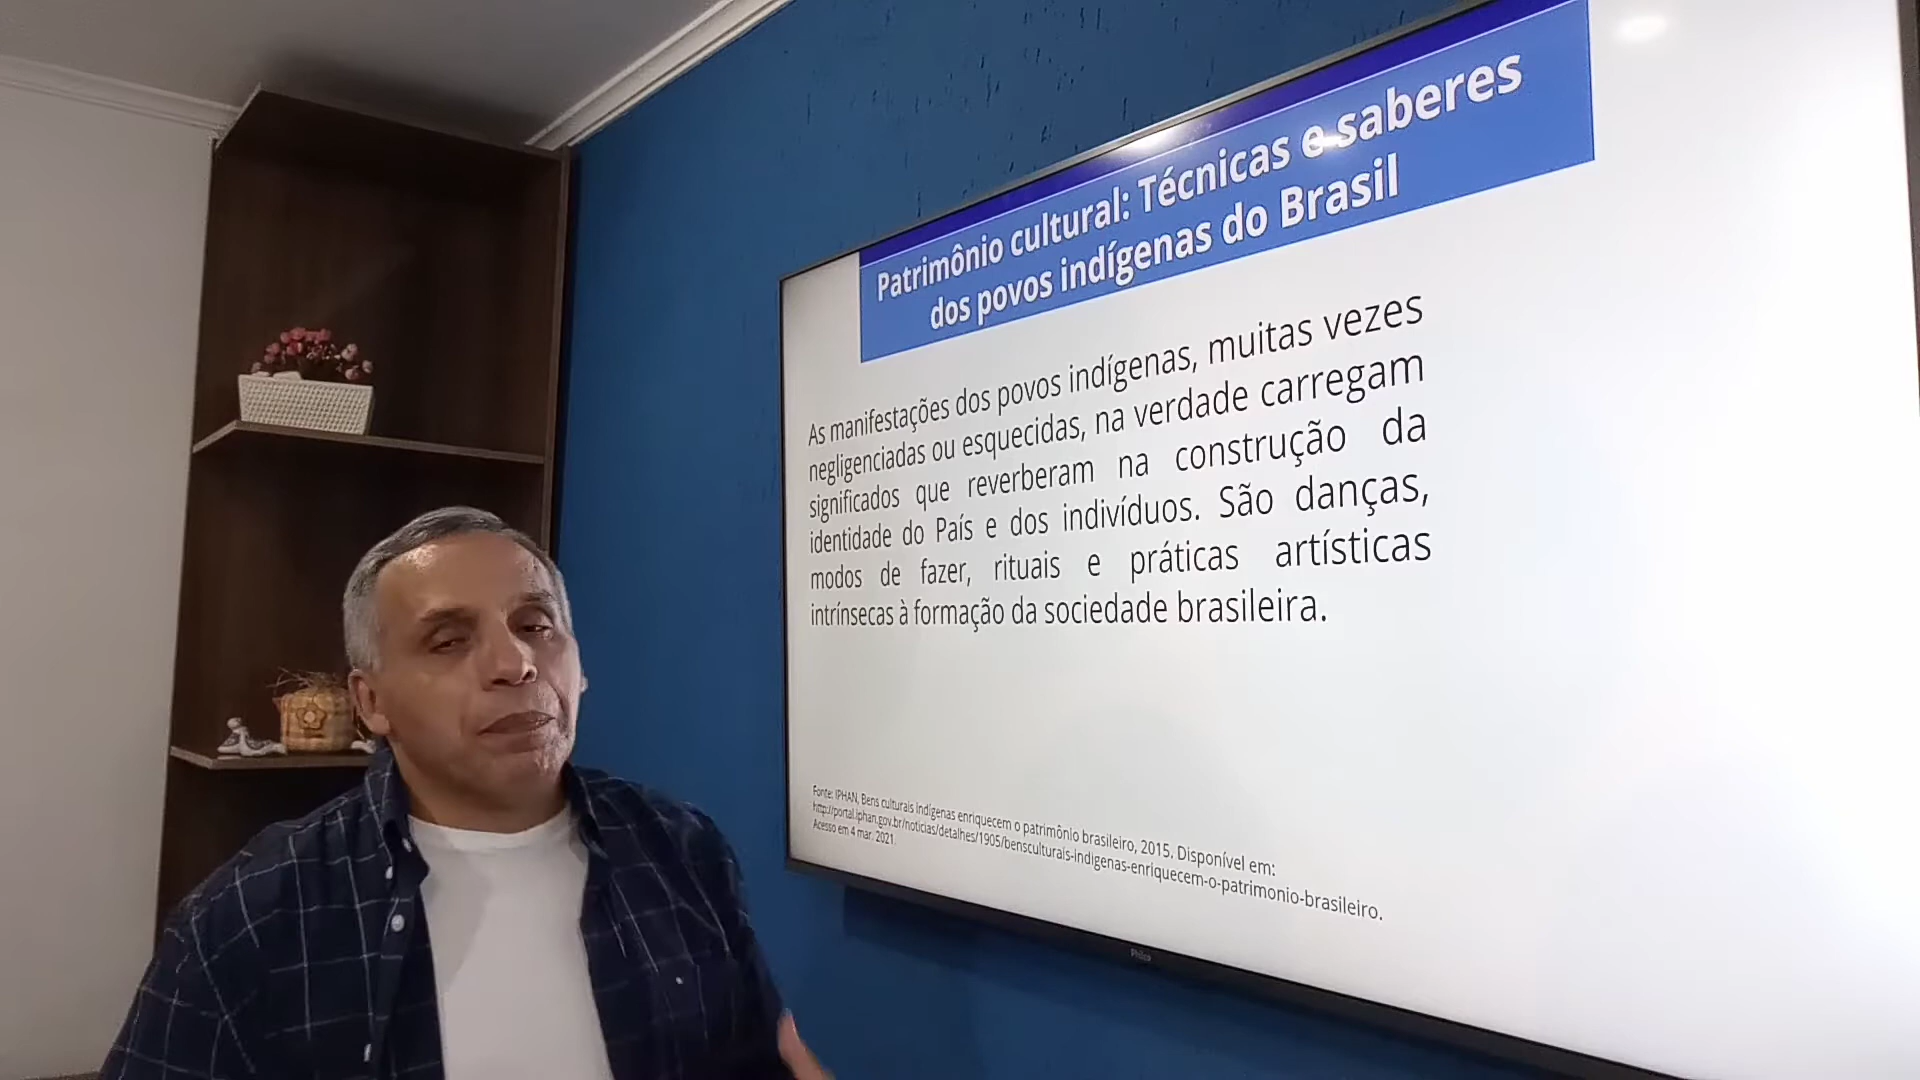 Patrimônio cultural: Técnicas e saberes
dos povos indígenas do Brasil
As manifestações dos povos indígenas, muitas vezes
negligenciadas ou esquecidas, na verdade carregam
significados que reverberam na construção da
identidade do País e dos indivíduos. São danças,
modos de fazer, rituais e práticas artísticas
intrínsecas à formação da sociedade brasileira.
Fonte: IPHAN, Bens culturais indígenas enriquecem o patrimônio brasileiro, 2015. Disponível em:
http://portal.iphan.gov.br/noticias/detalhes/1905/bensculturais-indigenas-enriquecem-o-patrimonio-brasileiro.
Acesso em 4 mar. 2021.
Philco